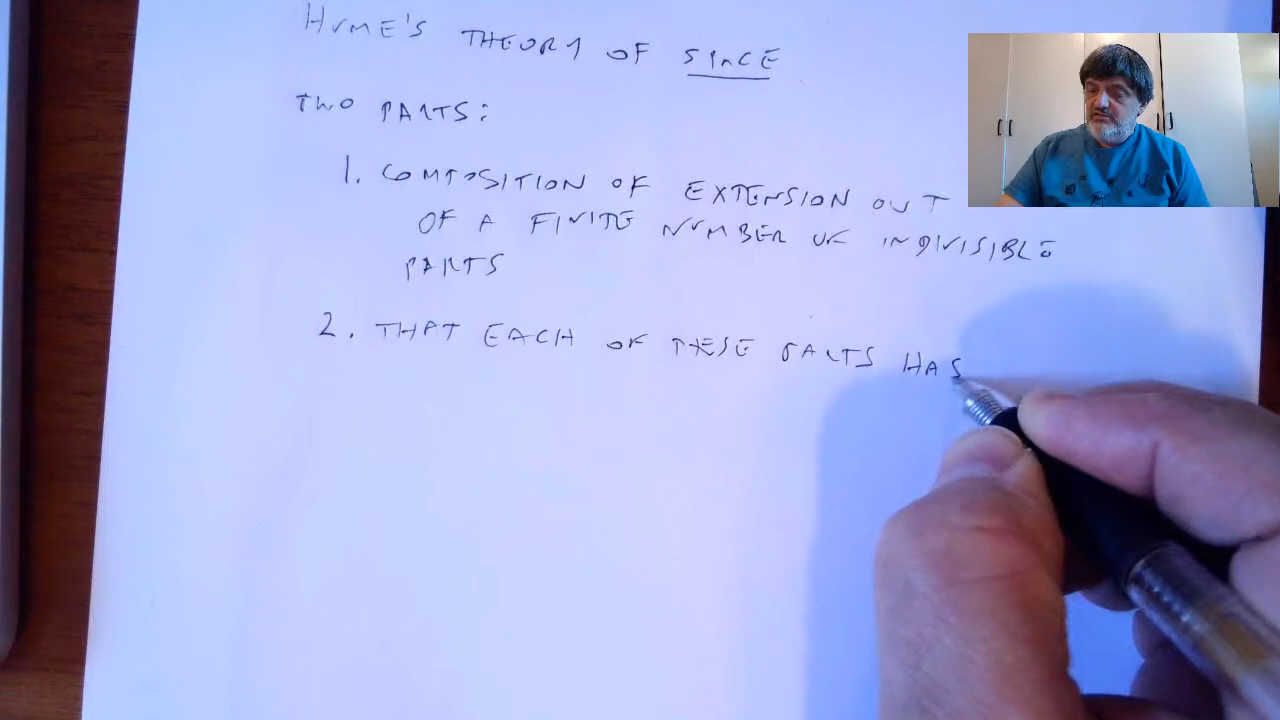 HUME'S THEORY OF SPACE
TWO PARTS:
1. COMPOSITION OF EXTENSION OUT
OF A FINITE NUMBER OF INDIVISIBLE
PARTS
2. THAT EACH OF THESE PARTS HAS